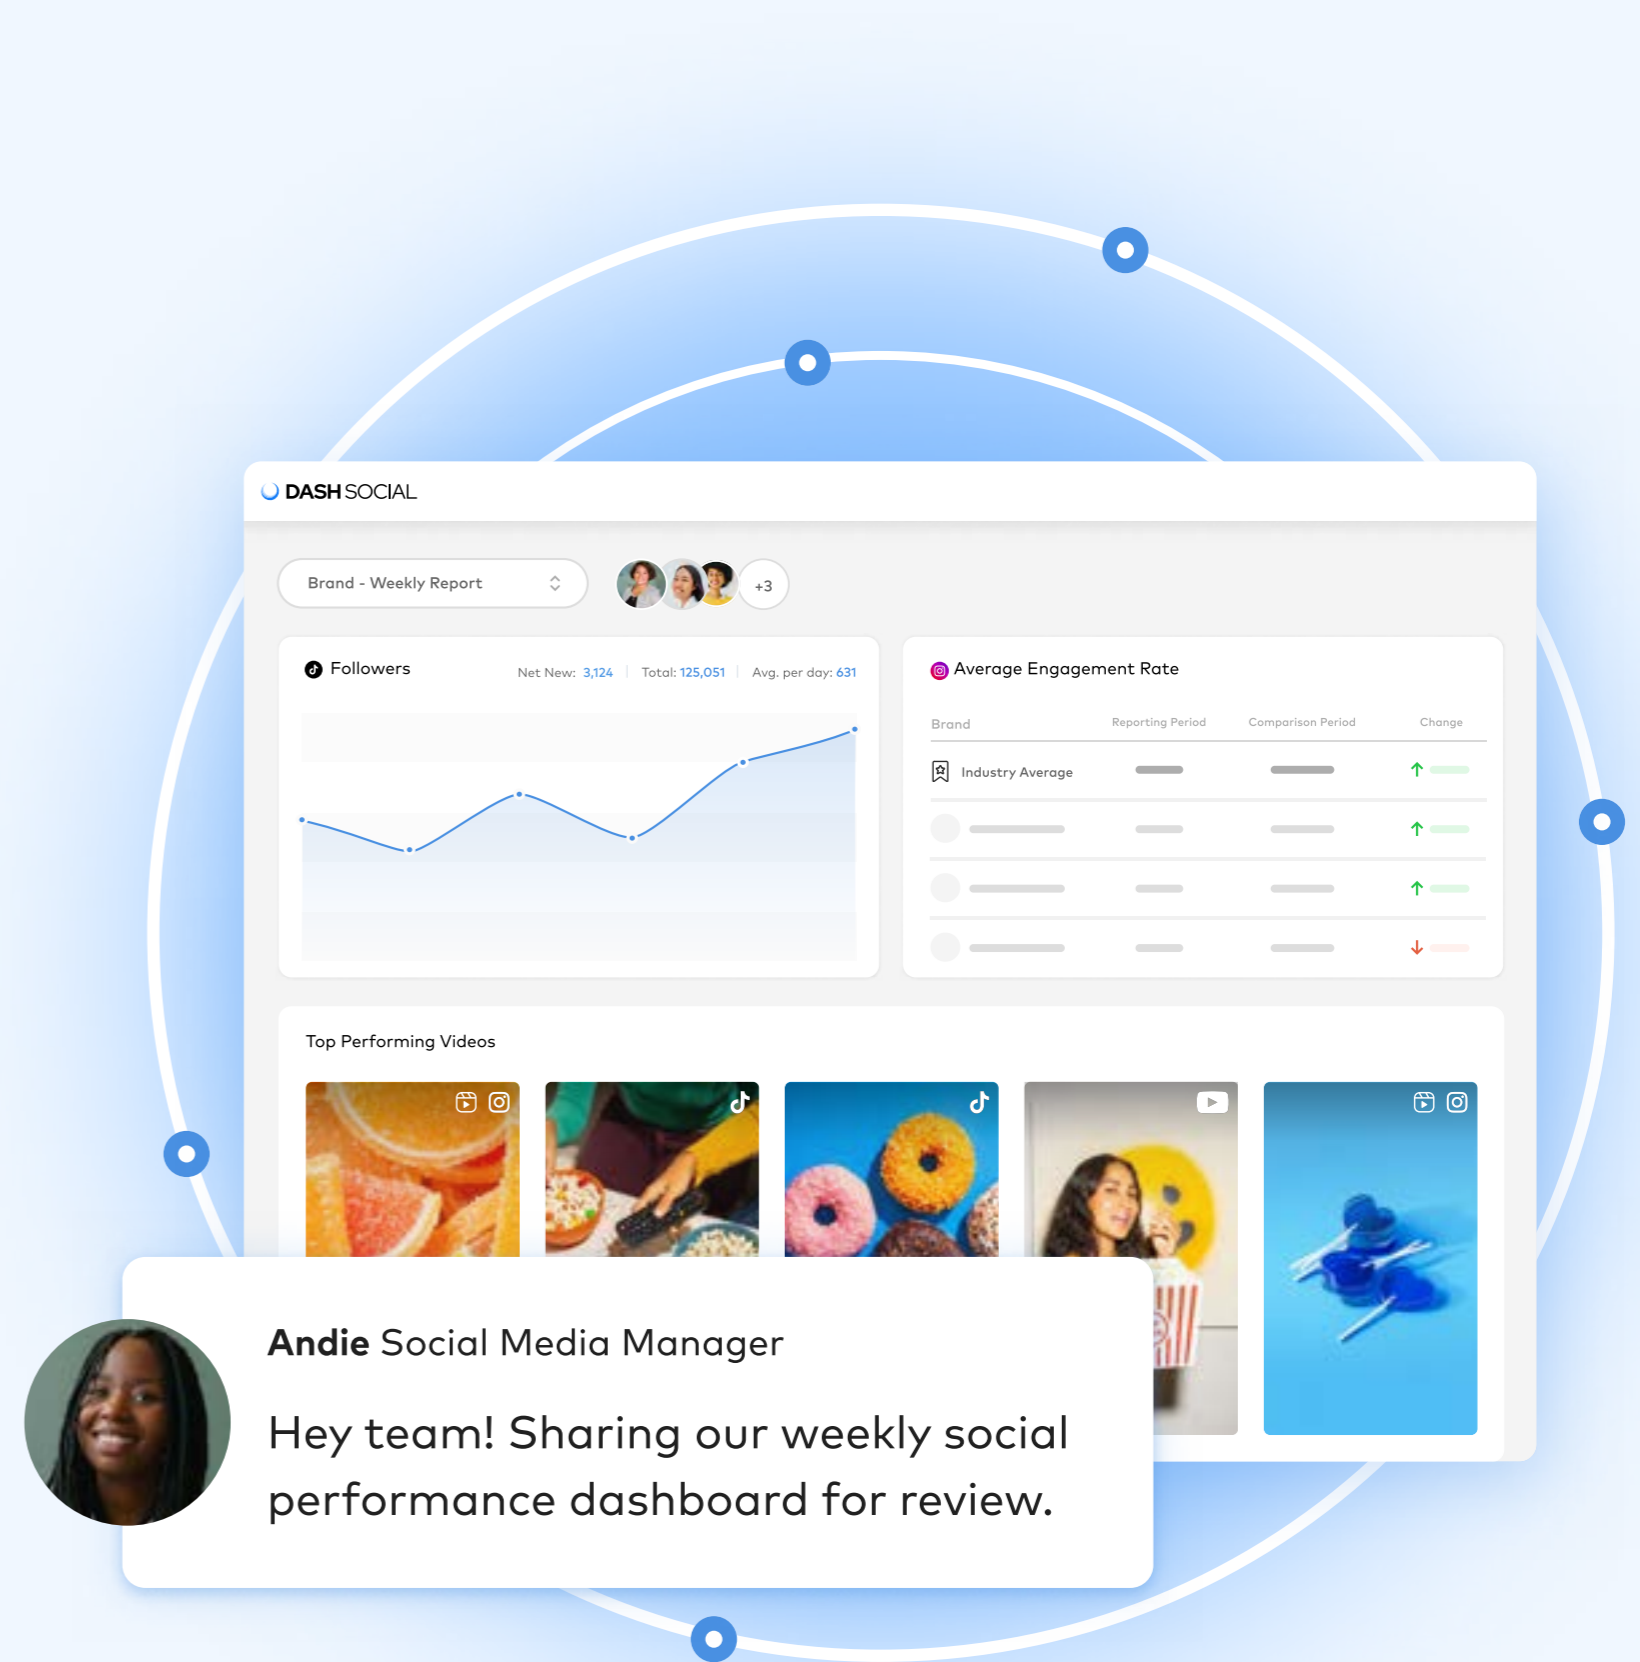 DASH SOCIAL
Brand - Weekly Report
+3
Followers
Net New: 3,124
Total: 125,051
Avg. per day: 631
Average Engagement Rate
Brand
Reporting Period
Comparison Period
Change
Industry Average
Top Performing Videos
Andie Social Media Manager
Hey team! Sharing our weekly social
performance dashboard for review.